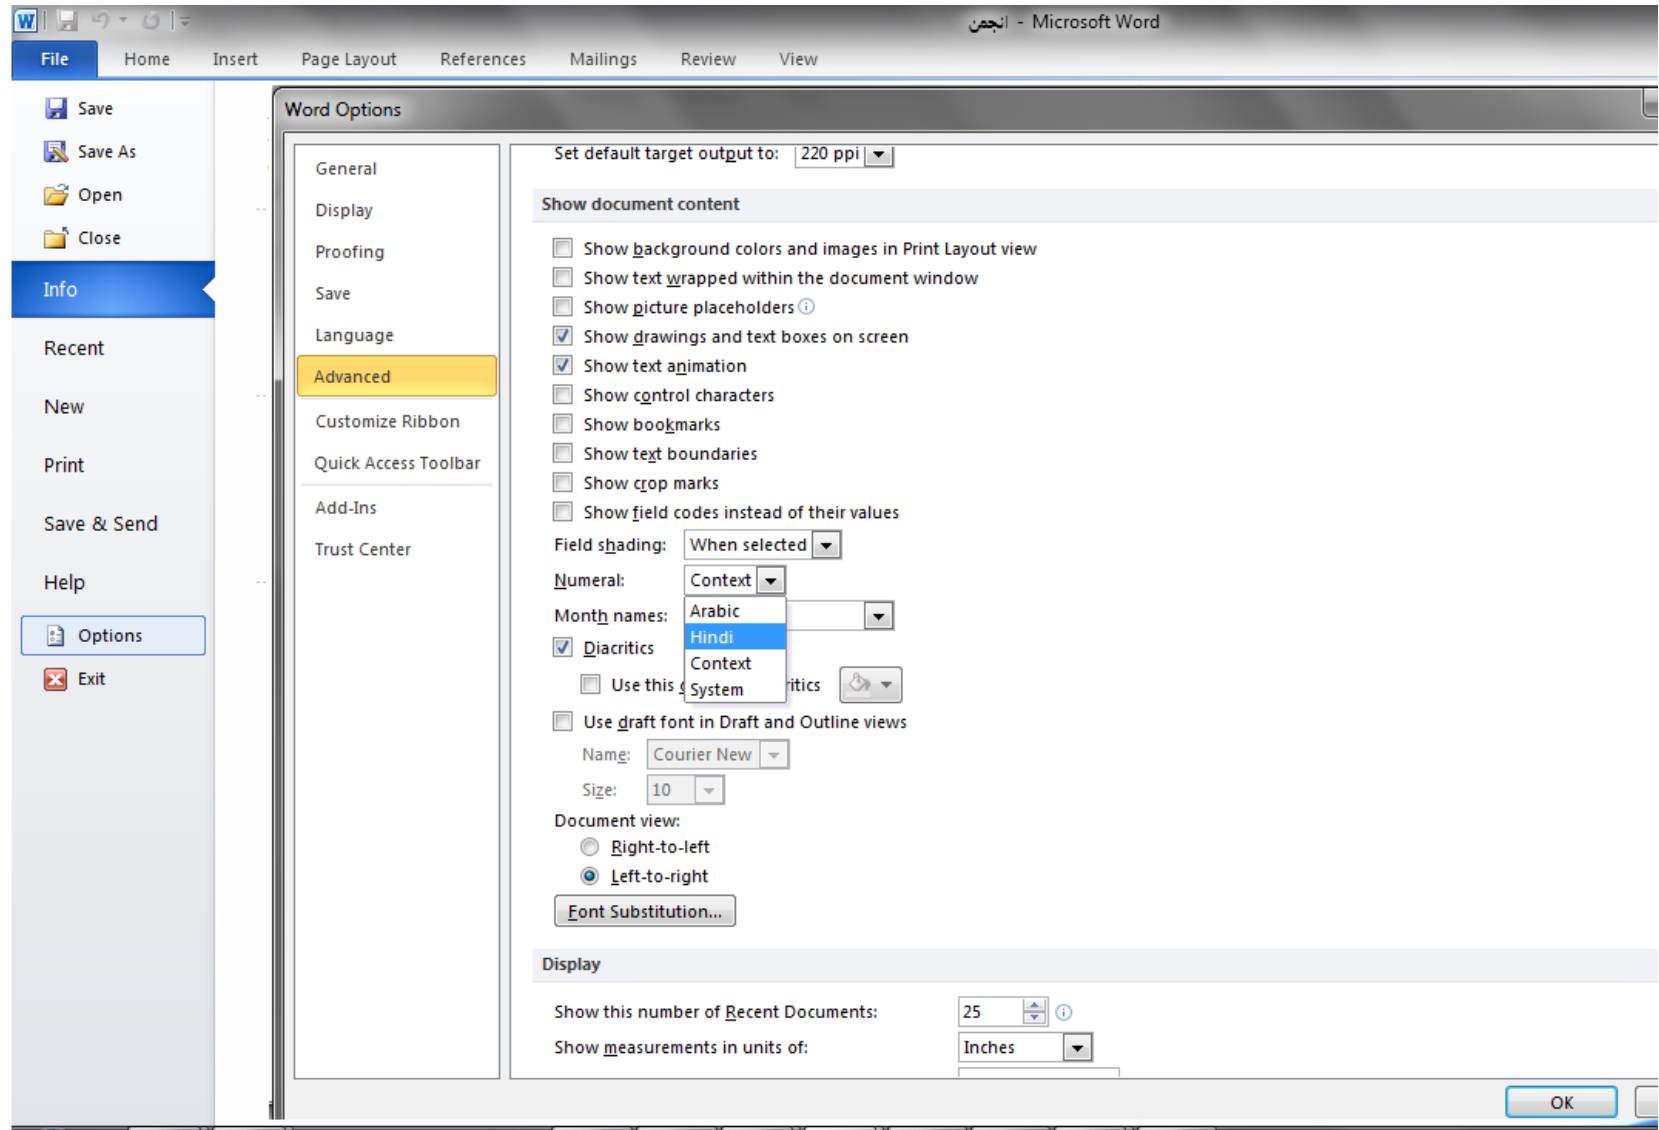 انجمن - Microsoft Word
File Home Insert Page Layout References Mailings Review View
Save
Save As
Open
Close
Info
Recent
New
Print
Save & Send
Help
Options
Exit
Word Options
General
Display
Proofing
Save
Language
Advanced
Customize Ribbon
Quick Access Toolbar
Add-Ins
Trust Center
Set default target output to: 220 ppi
Show document content
Show background colors and images in Print Layout view
Show text wrapped within the document window
Show picture placeholders
Show drawings and text boxes on screen
Show text animation
Show control characters
Show bookmarks
Show text boundaries
Show crop marks
Show field codes instead of their values
Field shading: When selected
Numeral: Context
Arabic
Hindi
Context
System
Month names:
Diacritics
Use this
Use draft font in Draft and Outline views
Name: Courier New
Size: 10
Document view:
Right-to-left
Left-to-right
Font Substitution...
Display
Show this number of Recent Documents: 25
Show measurements in units of: Inches
OK